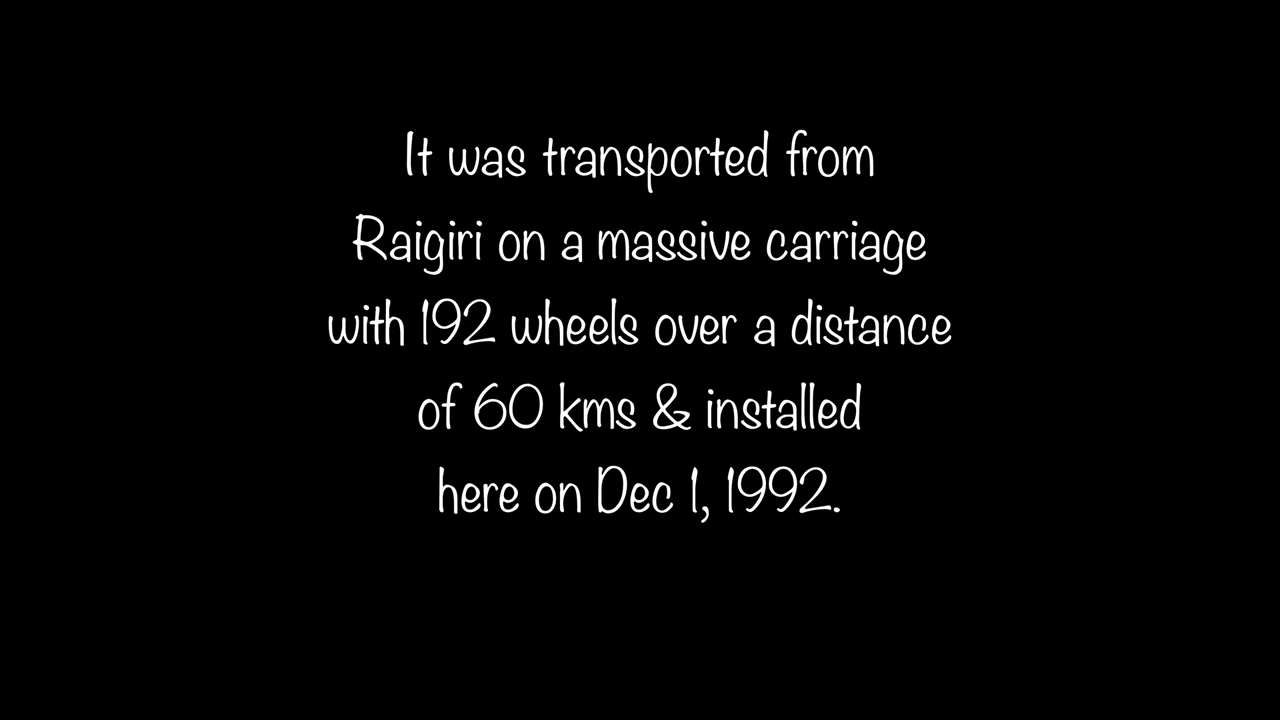 It was transported from
Raigiri on a massive carriage
with 192 wheels over a distance
of 60 kms & installed
here on Dec 1, 1992.